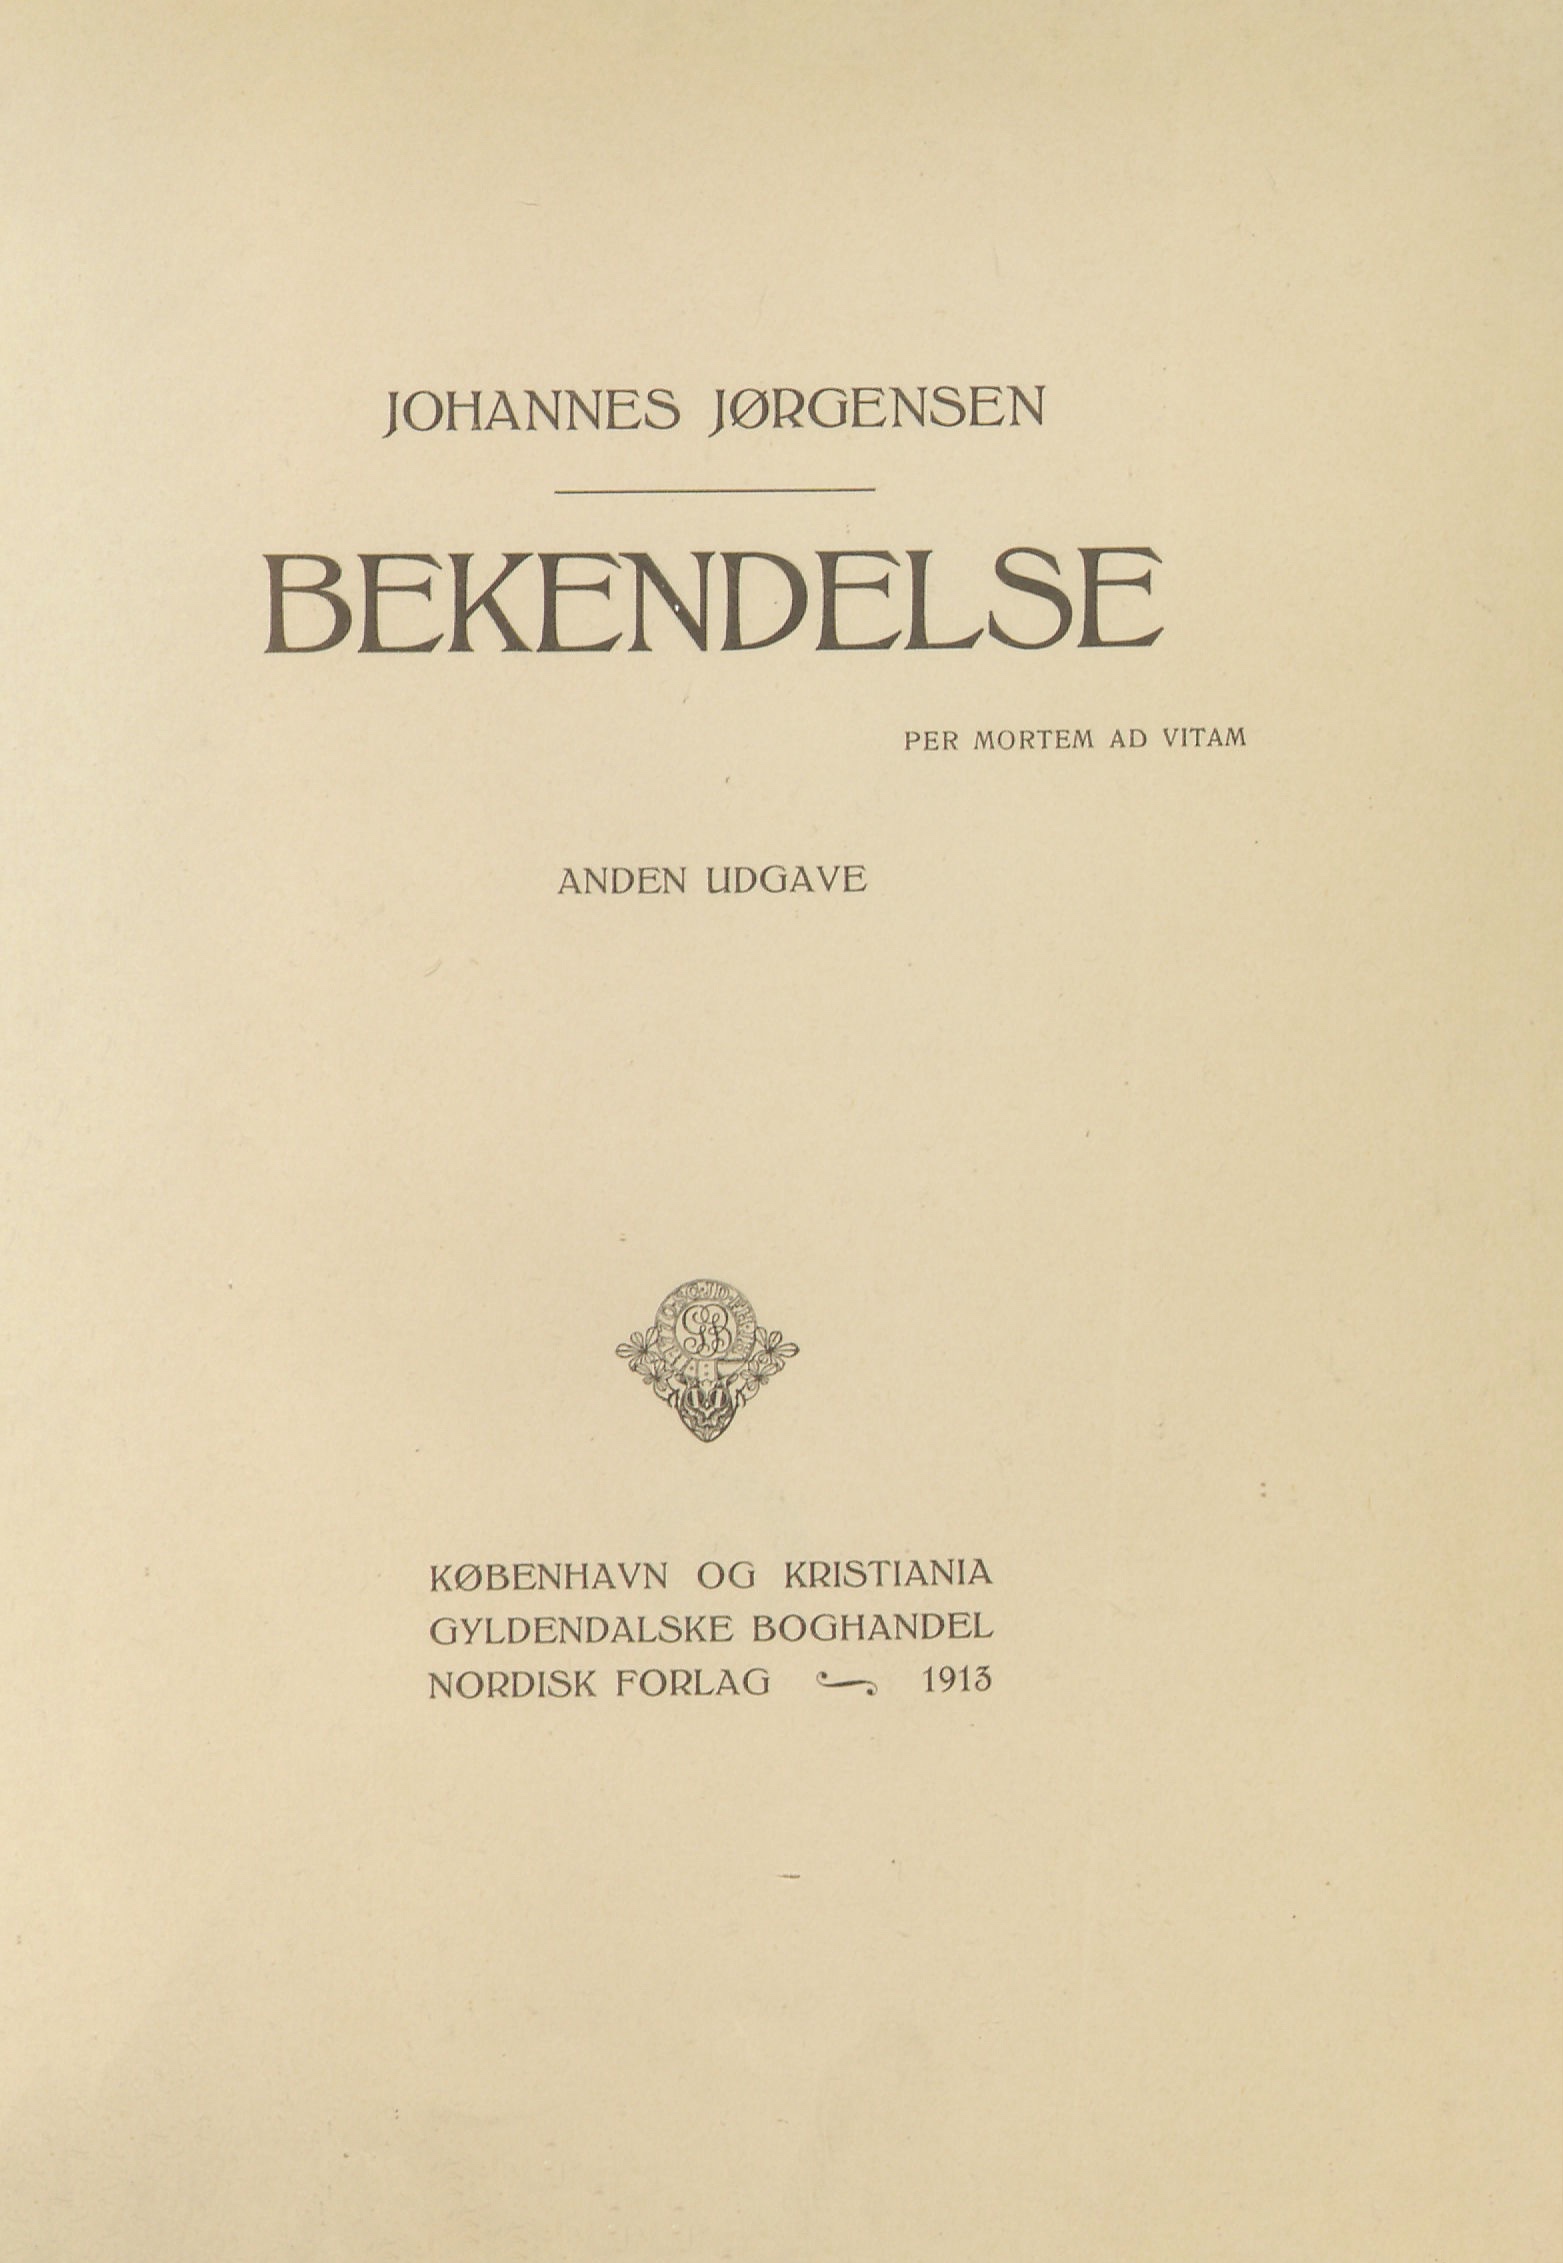 JOHANNES JØRGENSEN
BEKENDELSE
PER MORTEM AD VITAM
ANDEN UDGAVE
KØBENHAVN OG KRISTIANIA
GYLDENDALSKE BOGHANDEL
NORDISK FORLAG 1913